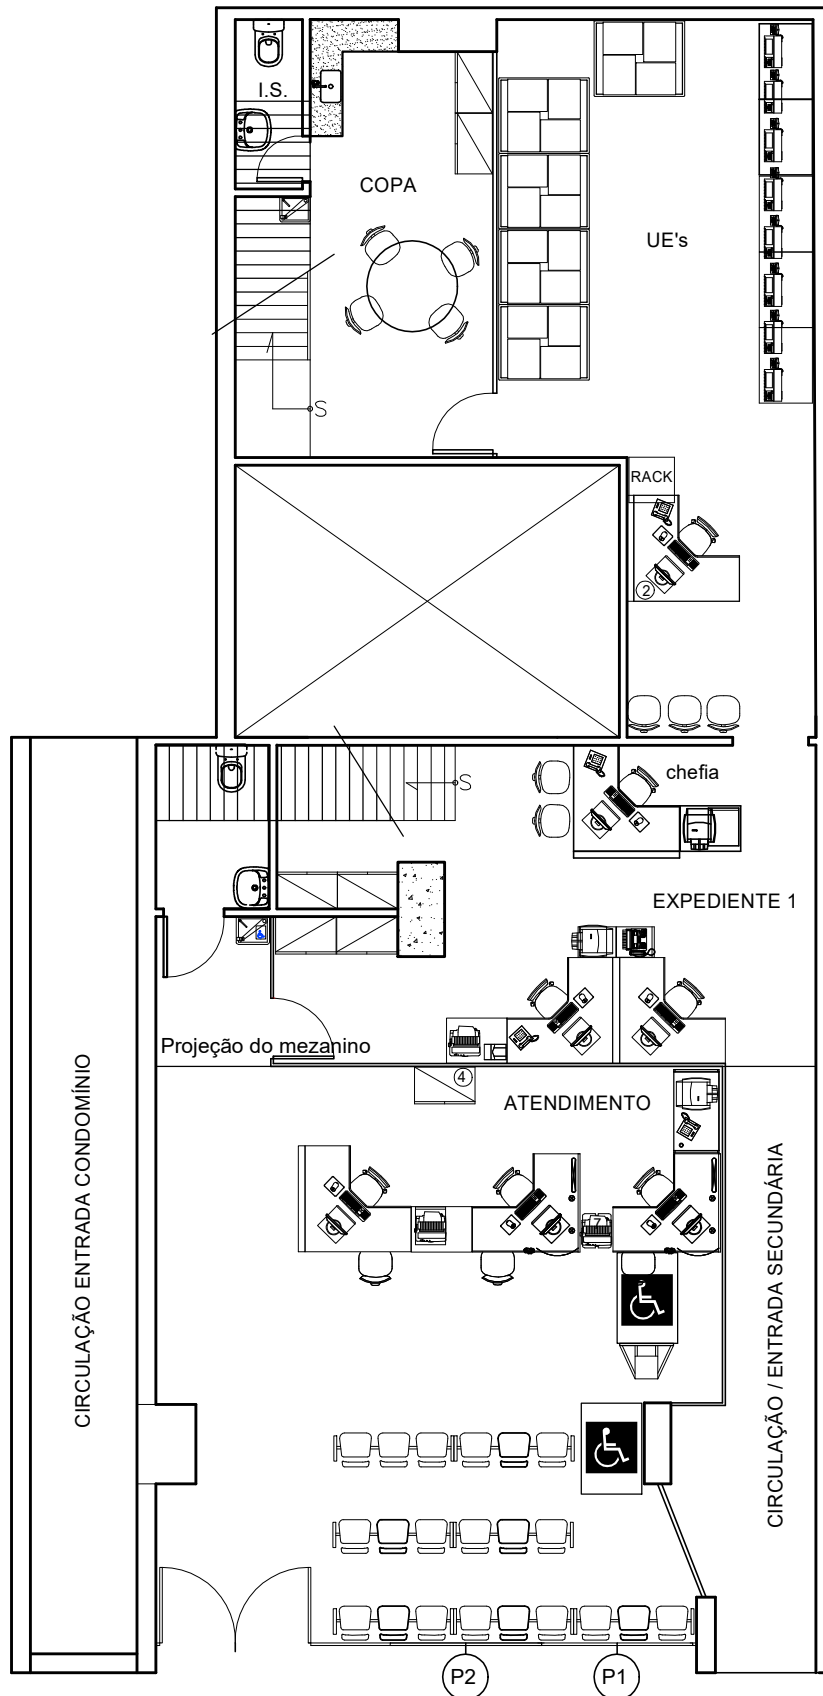 I.S.
COPA
UE's
S
RACK
2
S
chefia
EXPEDIENTE 1
Projeção do mezanino
4
ATENDIMENTO
7
CIRCULAÇÃO ENTRADA CONDOMÍNIO
CIRCULAÇÃO / ENTRADA SECUNDÁRIA
P2
P1